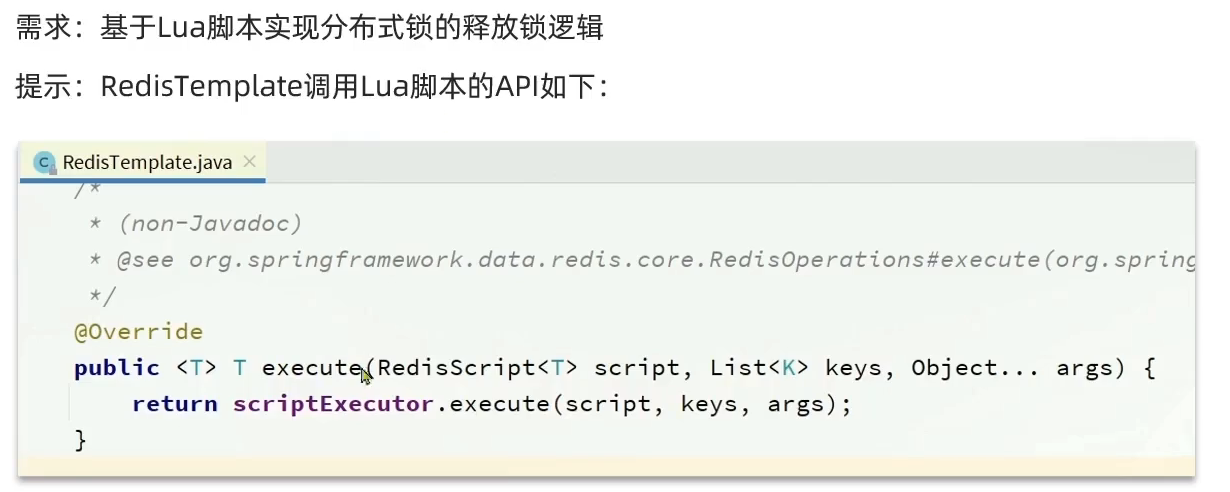 需求：基于Lua脚本实现分布式锁的释放锁逻辑
提示：RedisTemplate调用Lua脚本的API如下：
RedisTemplate.java
/*
* (non-Javadoc)
* @see org.springframework.data.redis.core.RedisOperations#execute(org.spring
*/
@Override
public <T> T execute(RedisScript<T> script, List<K> keys, Object... args) {
return scriptExecutor.execute(script, keys, args);
}